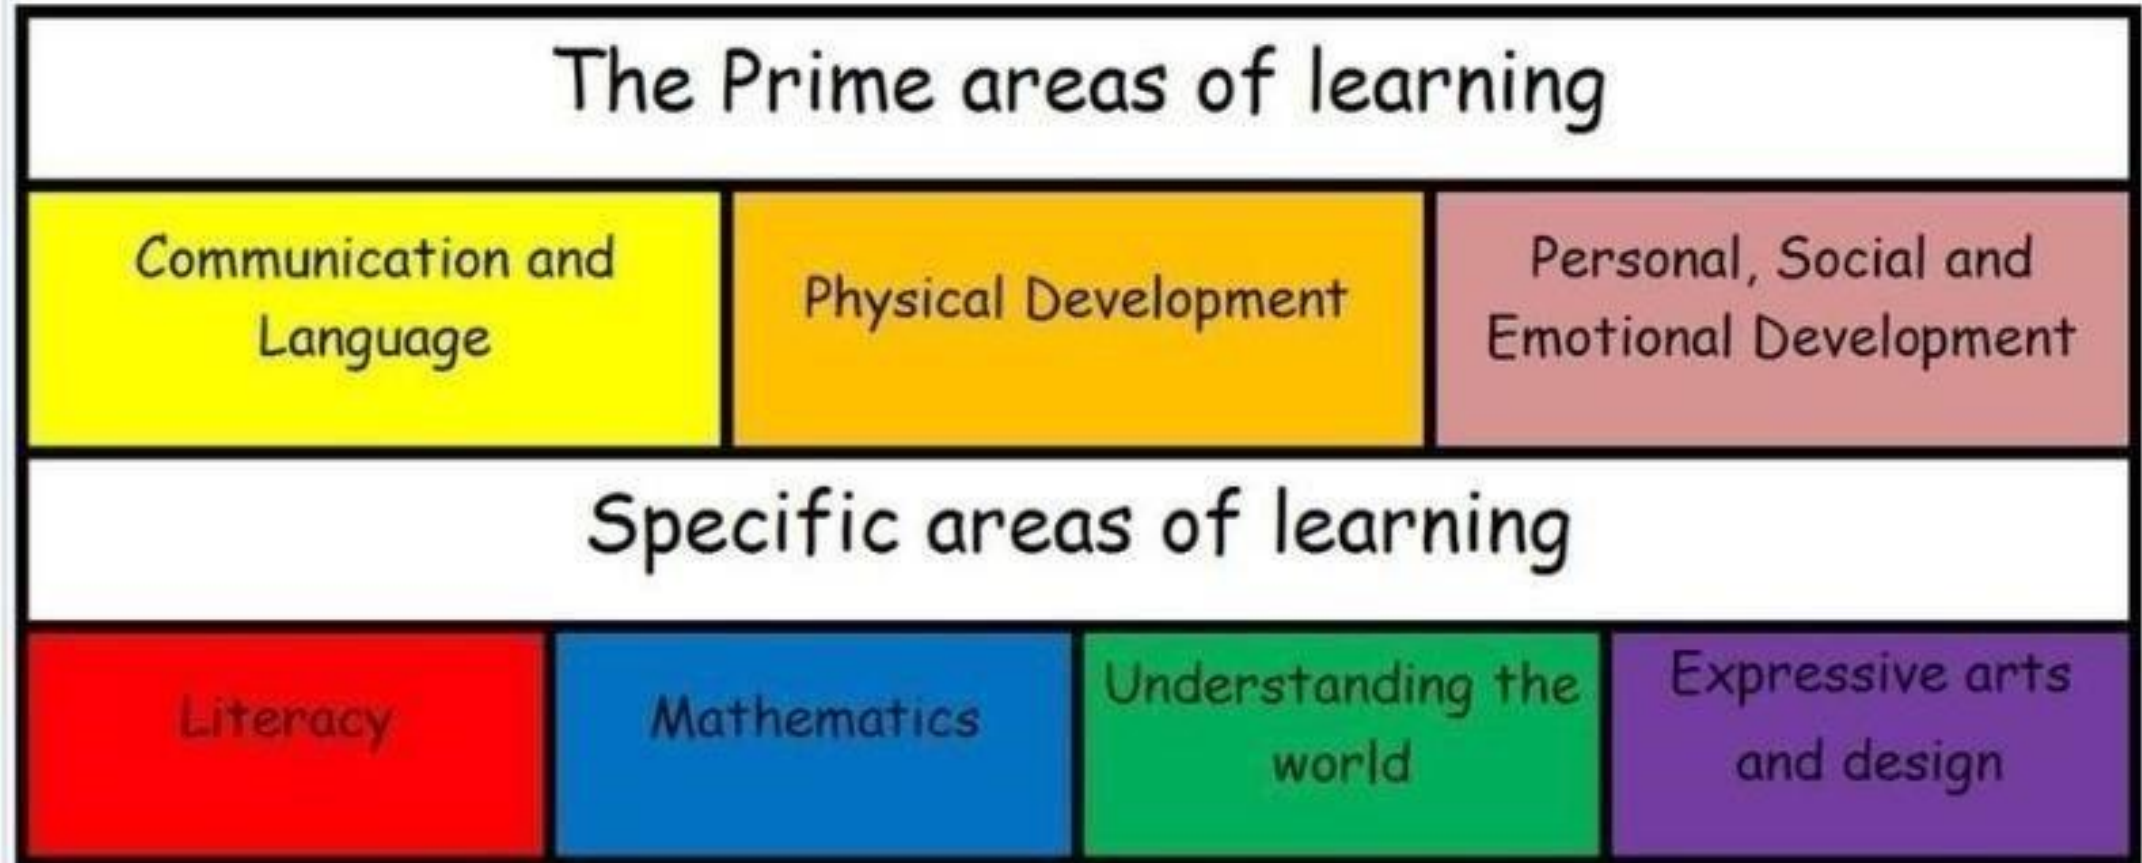 The Prime areas of learning
Communication and
Language
Physical Development
Personal, Social and
Emotional Development
Specific areas of learning
Literacy
Mathematics
Understanding the
world
Expressive arts
and design